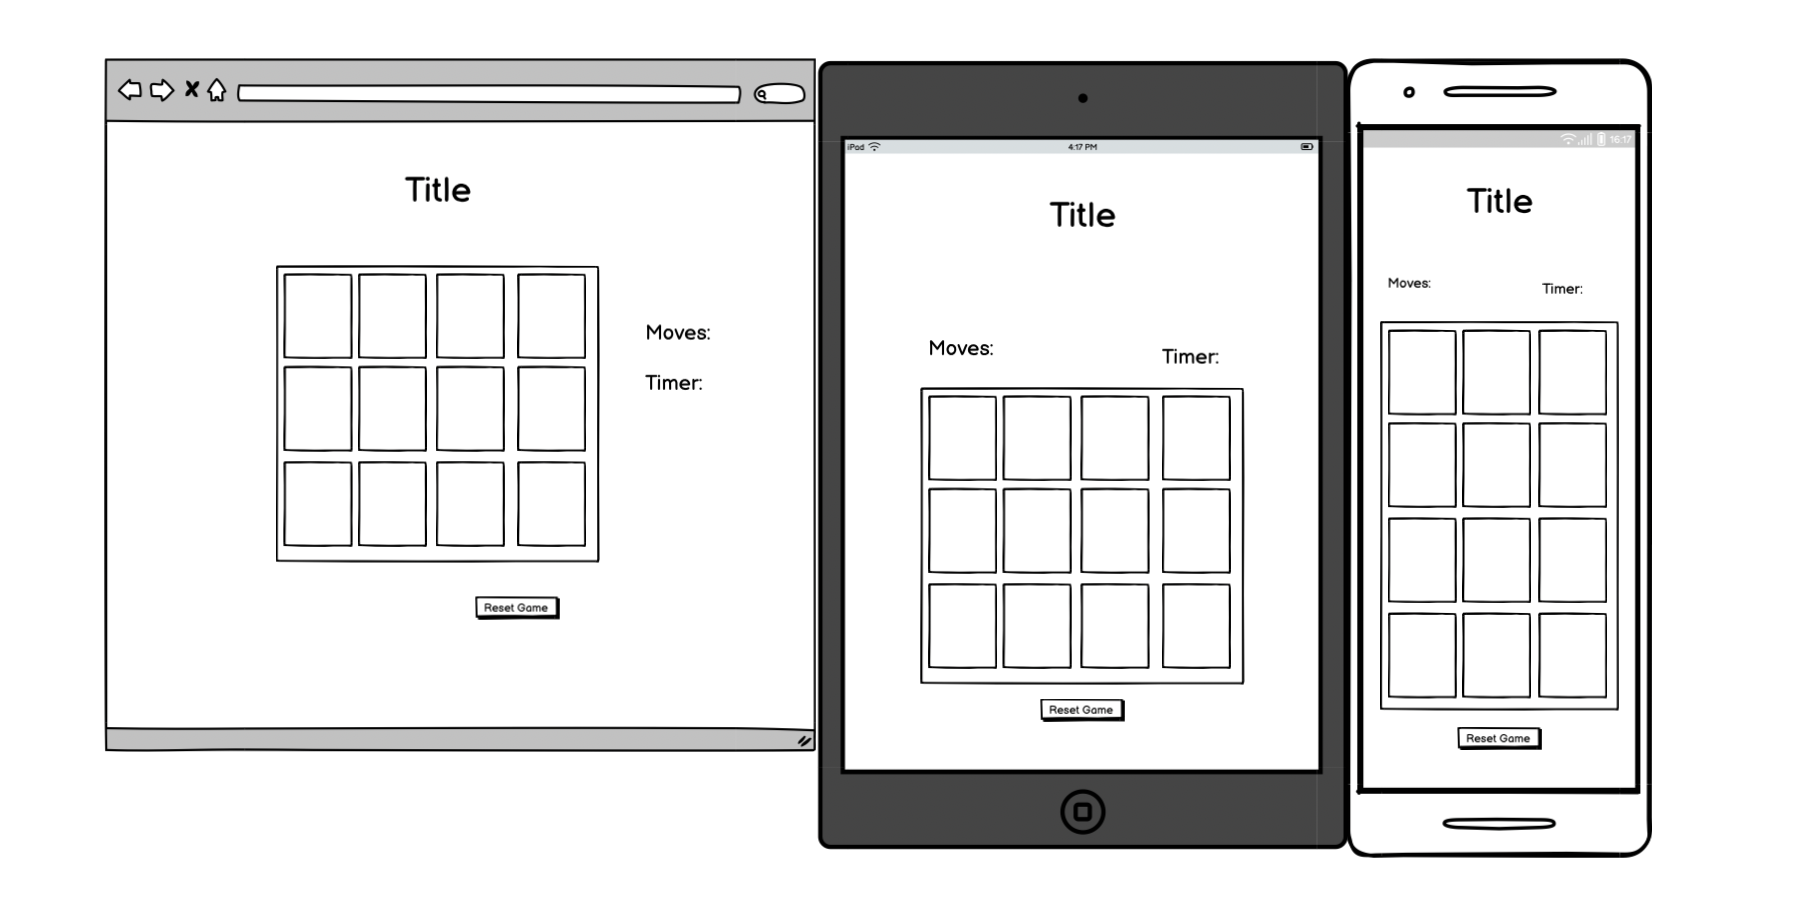 Title
Moves:
Timer:
Reset Game
iPad 4:17 PM
Title
Moves:
Timer:
Reset Game
16:17
Title
Moves:
Timer:
Reset Game